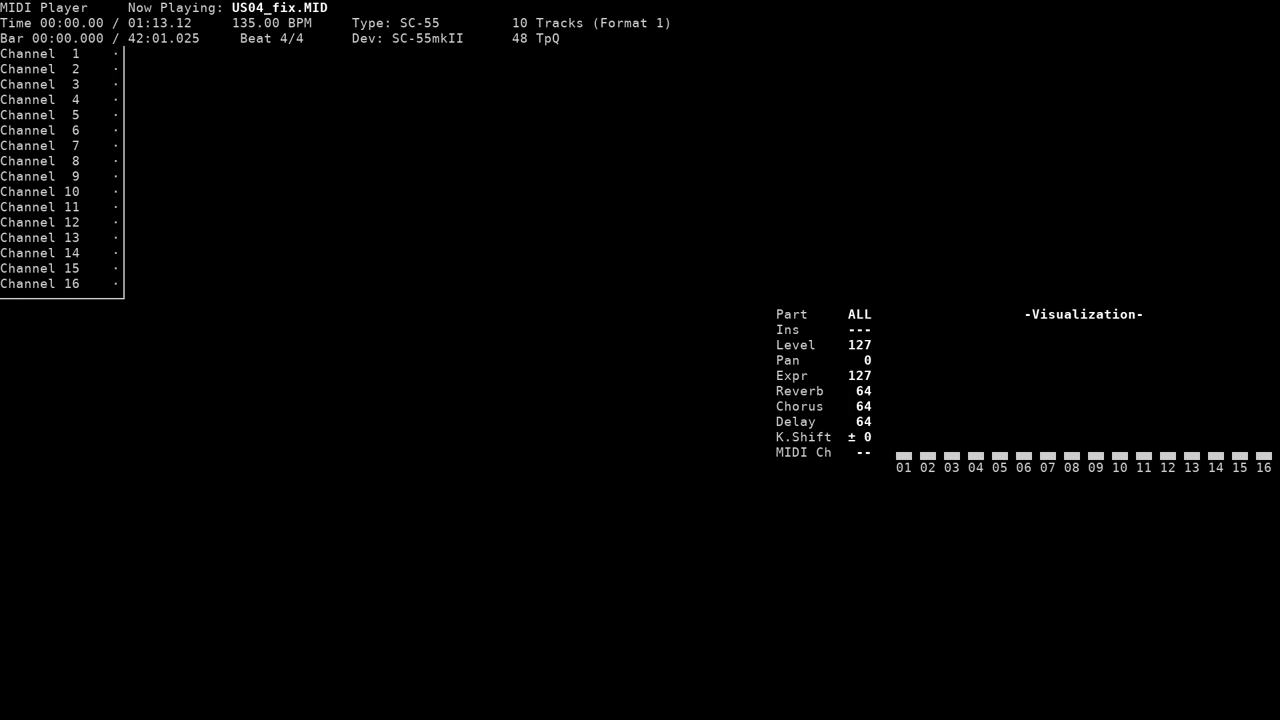 MIDI Player     Now Playing: US04_fix.MID
Time 00:00.00 / 01:13.12     135.00 BPM     Type: SC-55         10 Tracks (Format 1)
Bar 00:00.000 / 42:01.025     Beat 4/4      Dev: SC-55mkII      48 TpQ
Channel  1    ·
Channel  2    ·
Channel  3    ·
Channel  4    ·
Channel  5    ·
Channel  6    ·
Channel  7    ·
Channel  8    ·
Channel  9    ·
Channel 10    ·
Channel 11    ·
Channel 12    ·
Channel 13    ·
Channel 14    ·
Channel 15    ·
Channel 16    ·
Part     ALL
Ins      ---
Level    127
Pan        0
Expr     127
Reverb    64
Chorus    64
Delay     64
K.Shift  ± 0
MIDI Ch   --
-Visualization-
01 02 03 04 05 06 07 08 09 10 11 12 13 14 15 16